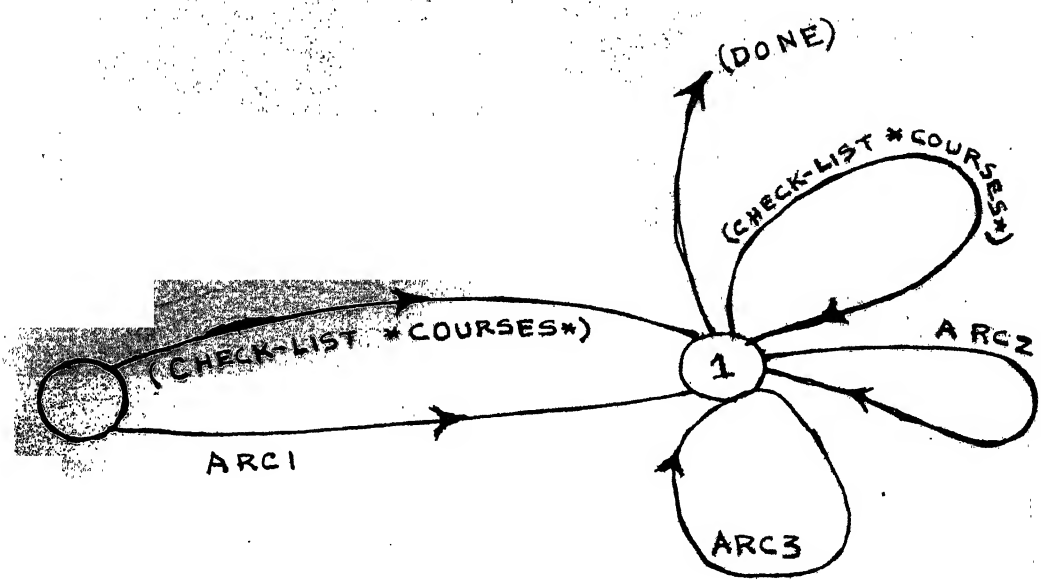 (DONE)
(CHECK-LIST *COURSES*)
(CHECK-LIST *COURSES*)
1
ARC2
ARC1
ARC3